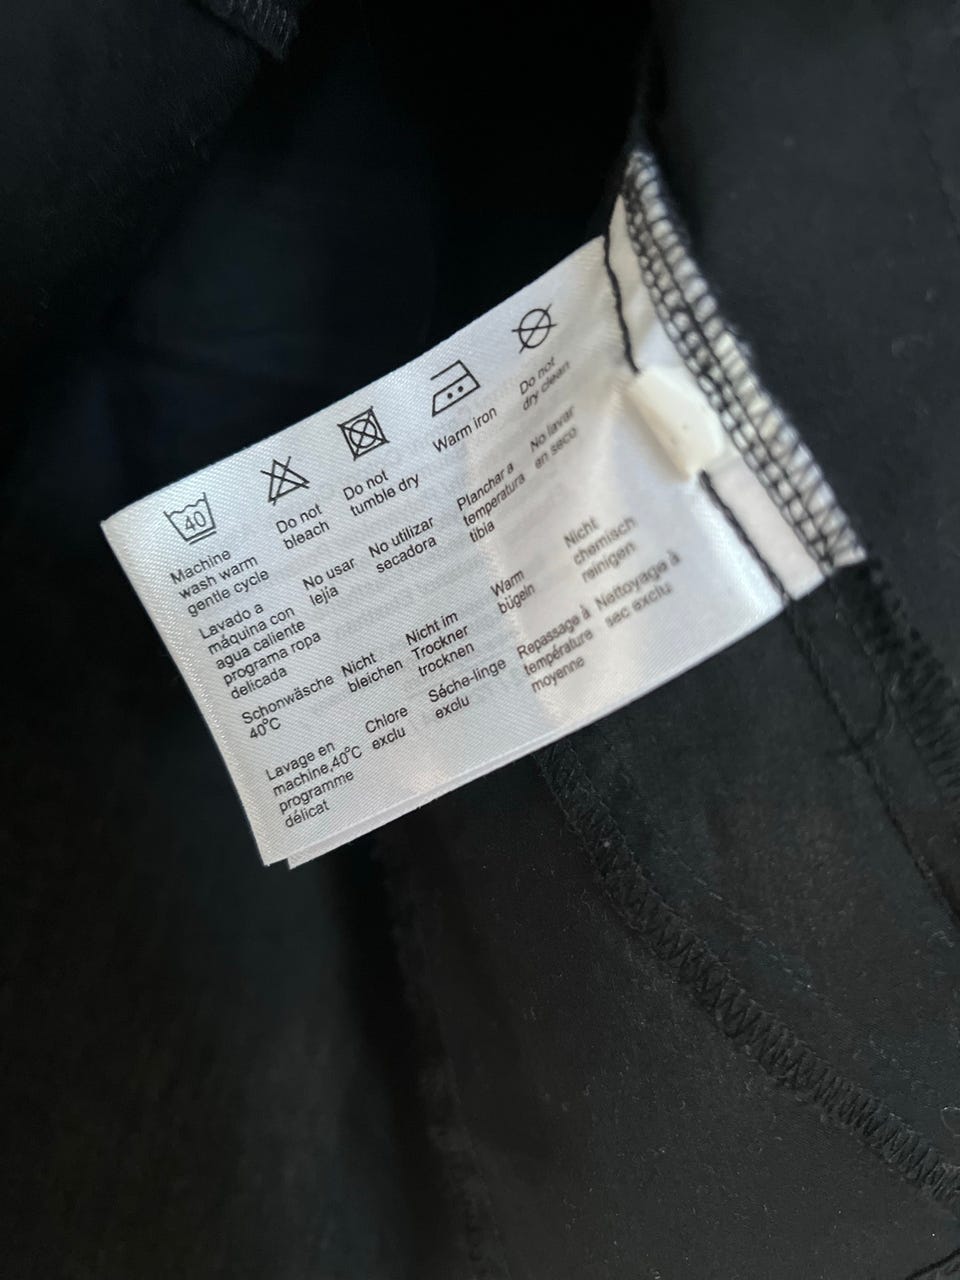 40
Machine
wash warm
gentle cycle
Do not
bleach
Do not
tumble dry
Warm iron
Do not
dry clean
Lavado a
máquina con
agua caliente
programa ropa
delicada
No usar
lejía
No utilizar
secadora
Planchar a
temperatura
tibia
No lavar
en seco
Schonwäsche
40°C
Nicht
bleichen
Nicht im
Trockner
trocknen
Warm
bügeln
Nicht
chemisch
reinigen
Lavage en
machine,40°C
programme
délicat
Chlore
exclu
Séche-linge
exclu
Repassage à
température
moyenne
Nettoyage à
sec exclu